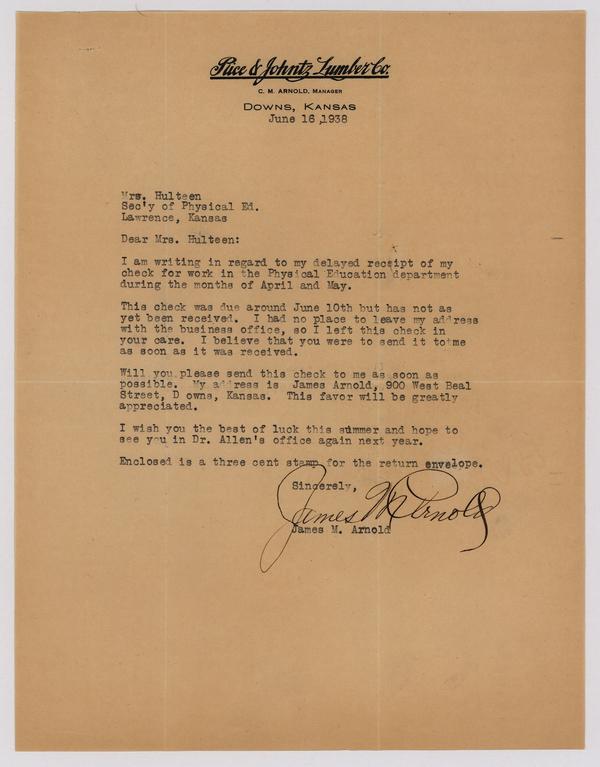 Rice & Johntz Lumber Co.
C. M. ARNOLD, MANAGER
DOWNS, KANSAS
June 16,1938
Mrs. Hulteen
Sec'y of Physical Ed.
Lawrence, Kansas
Dear Mrs. Hulteen:
I am writing in regard to my delayed receipt of my
check for work in the Physical Education department
during the months of April and May.
This check was due around June 10th but has not as
yet been received. I had no place to leave my address
with the business office, so I left this check in
your care. I believe that you were to send it to me
as soon as it was received.
Will you please send this check to me as soon as
possible. My address is James Arnold, 900 West Beal
Street, D owns, Kansas. This favor will be greatly
appreciated.
I wish you the best of luck this summer and hope to
see you in Dr. Allen's office again next year.
Enclosed is a three cent stamp for the return envelope.
Sincerely,
James M. Arnold
James M. Arnold